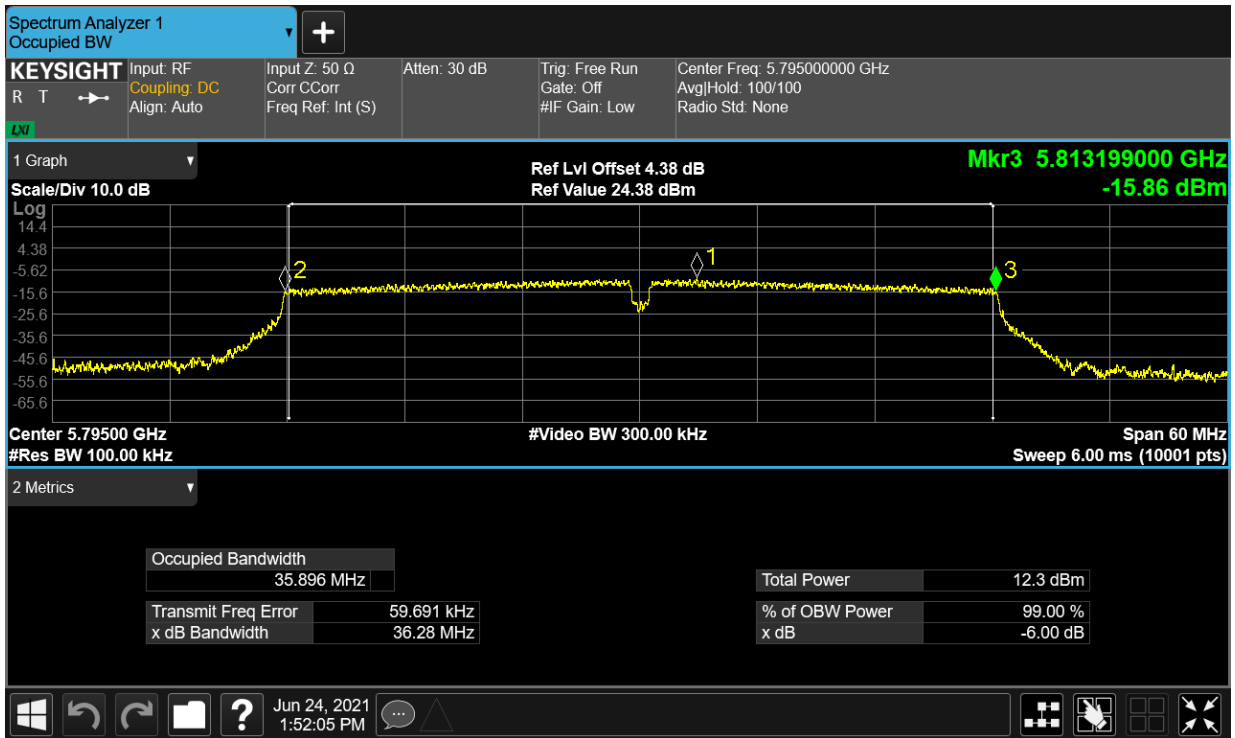 Spectrum Analyzer 1
Occupied BW
KEYSIGHT
R T
LXI
Input: RF
Coupling: DC
Align: Auto
Input Z: 50 Ω
Corr CCorr
Freq Ref: Int (S)
Atten: 30 dB
Trig: Free Run
Gate: Off
#IF Gain: Low
Center Freq: 5.795000000 GHz
Avg|Hold: 100/100
Radio Std: None
1 Graph
Scale/Div 10.0 dB
Ref Lvl Offset 4.38 dB
Ref Value 24.38 dBm
Mkr3 5.813199000 GHz
-15.86 dBm
Log
14.4
4.38
-5.62
-15.6
-25.6
-35.6
-45.6
-55.6
-65.6
2
1
3
Center 5.79500 GHz
#Res BW 100.00 kHz
#Video BW 300.00 kHz
Span 60 MHz
Sweep 6.00 ms (10001 pts)
2 Metrics
Occupied Bandwidth
35.896 MHz
Transmit Freq Error 59.691 kHz
x dB Bandwidth 36.28 MHz
Total Power 12.3 dBm
% of OBW Power 99.00 %
x dB -6.00 dB
?
Jun 24, 2021
1:52:05 PM